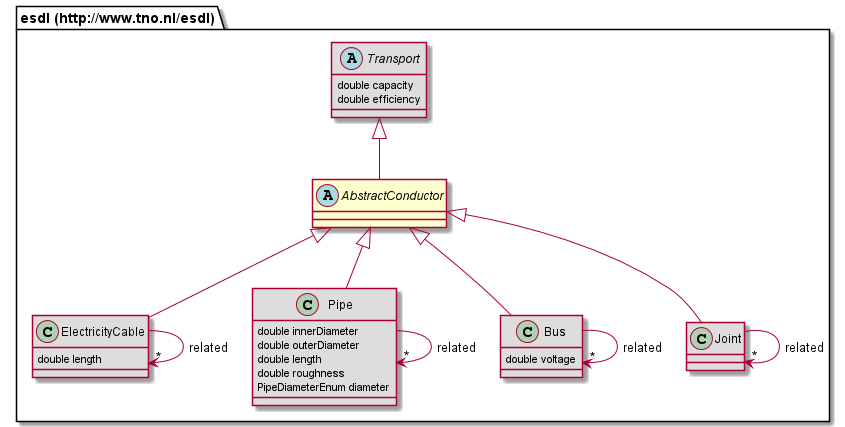 esdl (http://www.tno.nl/esdl)
A Transport
double capacity
double efficiency
A AbstractConductor
C ElectricityCable
double length
* related
C Pipe
double innerDiameter
double outerDiameter
double length
double roughness
PipeDiameterEnum diameter
* related
C Bus
double voltage
* related
C Joint
* related